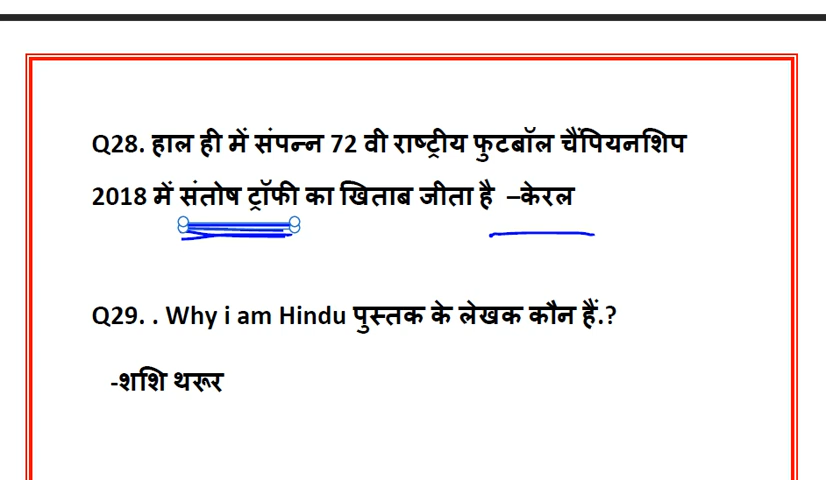 Q28. हाल ही में संपन्न 72 वी राष्ट्रीय फुटबॉल चैंपियनशिप
2018 में संतोष ट्रॉफी का खिताब जीता है –केरल
Q29. . Why i am Hindu पुस्तक के लेखक कौन हैं.?
-शशि थरूर